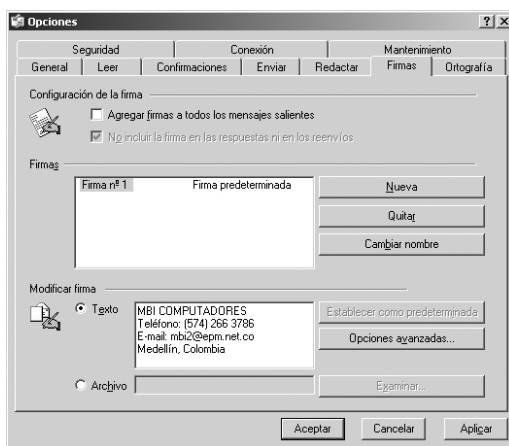 Opciones
Seguridad Conexión Mantenimiento
General Leer Confirmaciones Enviar Redactar Firmas Ortografía
Configuración de la firma
Agregar firmas a todos los mensajes salientes
No incluir la firma en las respuestas ni en los reenvíos
Firmas
Firma nº 1 Firma predeterminada
Nueva
Quitar
Cambiar nombre
Modificar firma
Texto
MBI COMPUTADORES
Teléfono: (574) 266 3786
E-mail: mbi2@epm.net.co
Medellín, Colombia
Establecer como predeterminada
Opciones avanzadas...
Archivo
Examinar...
Aceptar Cancelar Aplicar